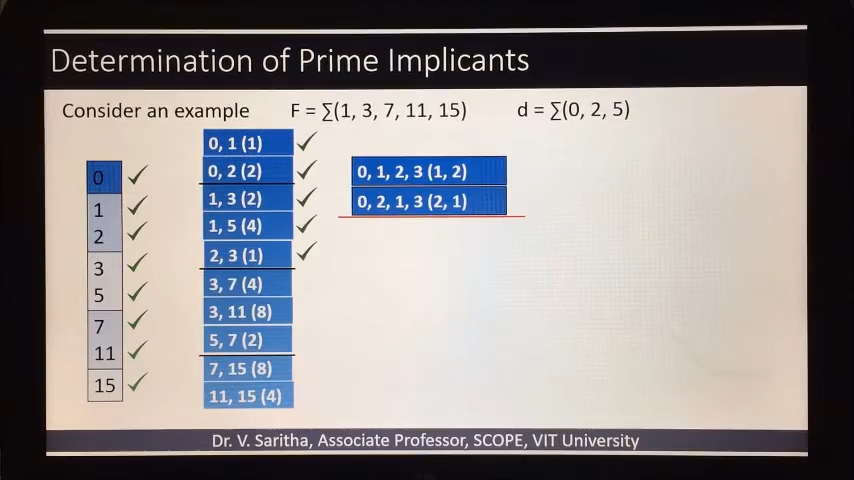 Determination of Prime Implicants
Consider an example F = ∑(1, 3, 7, 11, 15) d = ∑(0, 2, 5)
0
1
2
3
5
7
11
15
0, 1 (1)
0, 2 (2)
1, 3 (2)
1, 5 (4)
2, 3 (1)
3, 7 (4)
3, 11 (8)
5, 7 (2)
7, 15 (8)
11, 15 (4)
0, 1, 2, 3 (1, 2)
0, 2, 1, 3 (2, 1)
Dr. V. Saritha, Associate Professor, SCOPE, VIT University